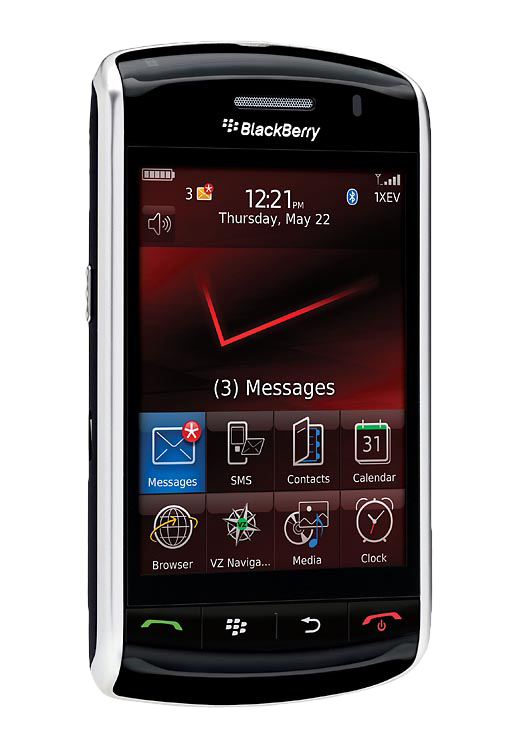 BlackBerry
3
12:21PM
1XEV
Thursday, May 22
(3) Messages
31
Messages
SMS
Contacts
Calendar
VZ
Browser
VZ Naviga...
Media
Clock